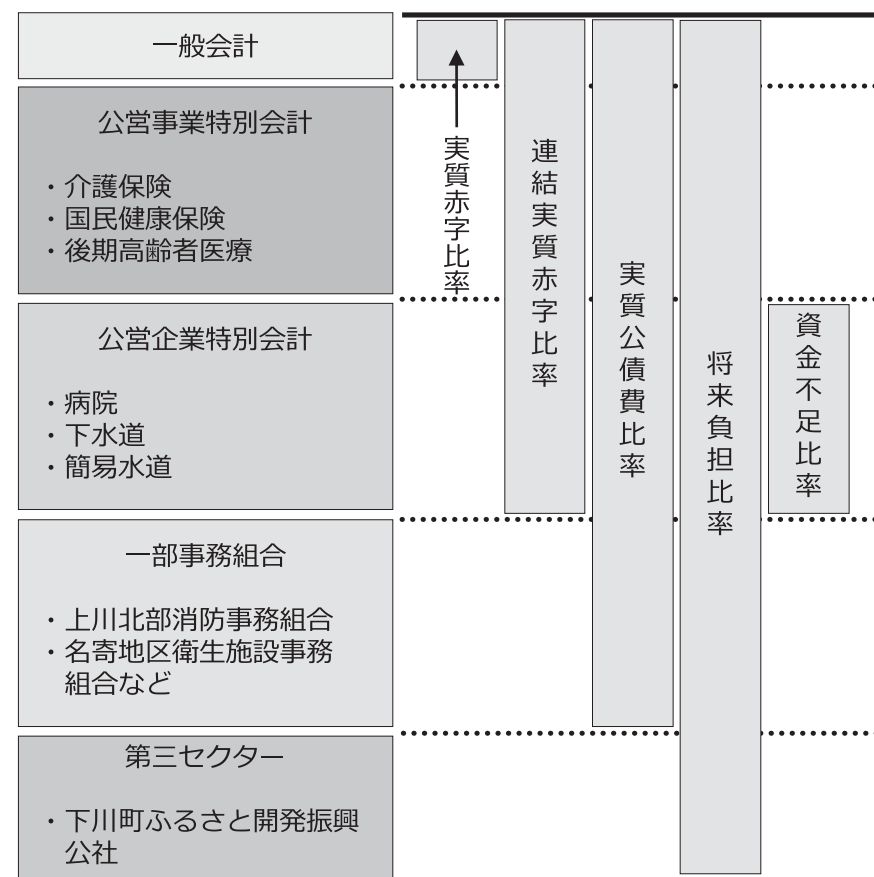 一般会計
公営事業特別会計
・介護保険
・国民健康保険
・後期高齢者医療
公営企業特別会計
・病院
・下水道
・簡易水道
一部事務組合
・上川北部消防事務組合
・名寄地区衛生施設事務
組合など
第三セクター
・下川町ふるさと開発振興
公社
実質赤字比率
連結実質赤字比率
実質公債費比率
将来負担比率
資金不足比率